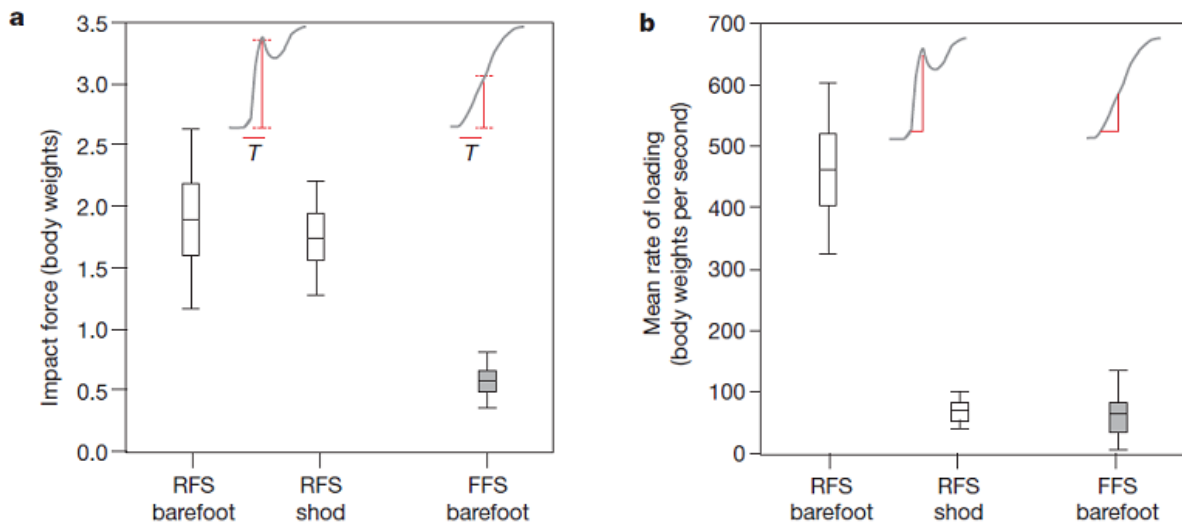 a
Impact force (body weights)
3.5
3.0
2.5
2.0
1.5
1.0
0.5
0.0
T
T
RFS
barefoot
RFS
shod
FFS
barefoot
b
Mean rate of loading
(body weights per second)
700
600
500
400
300
200
100
0
RFS
barefoot
RFS
shod
FFS
barefoot